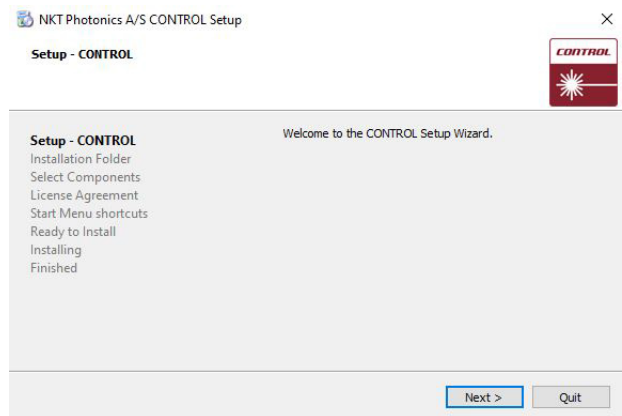 NKT Photonics A/S CONTROL Setup
Setup - CONTROL
CONTROL
Setup - CONTROL
Installation Folder
Select Components
License Agreement
Start Menu shortcuts
Ready to Install
Installing
Finished
Welcome to the CONTROL Setup Wizard.
Next >
Quit